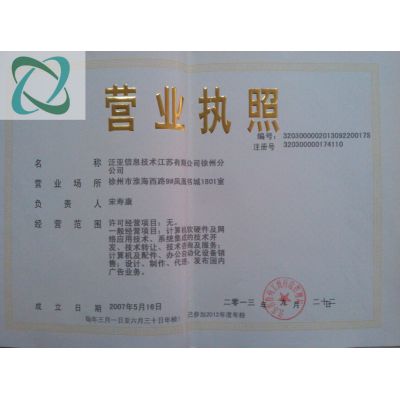 营业执照
编号: 320300000201309220017S
注册号 320300000174110
名称 泛亚信息技术江苏有限公司徐州分
公司
营业场所 徐州市淮海西路9#凤凰书城1801室
负责人 宋寿康
经营范围 许可经营项目：无。
一般经营项目：计算机软硬件及网
络应用技术、系统集成的技术开
发、技术转让、技术咨询及服务；
计算机及配件、办公自动化设备销
售；设计、制作、代理、发布国内
广告业务。
成立日期 2007年5月16日
二〇一三年 九月 二十二
每年三月一日至六月三十日年检！
已参加2012年度年检